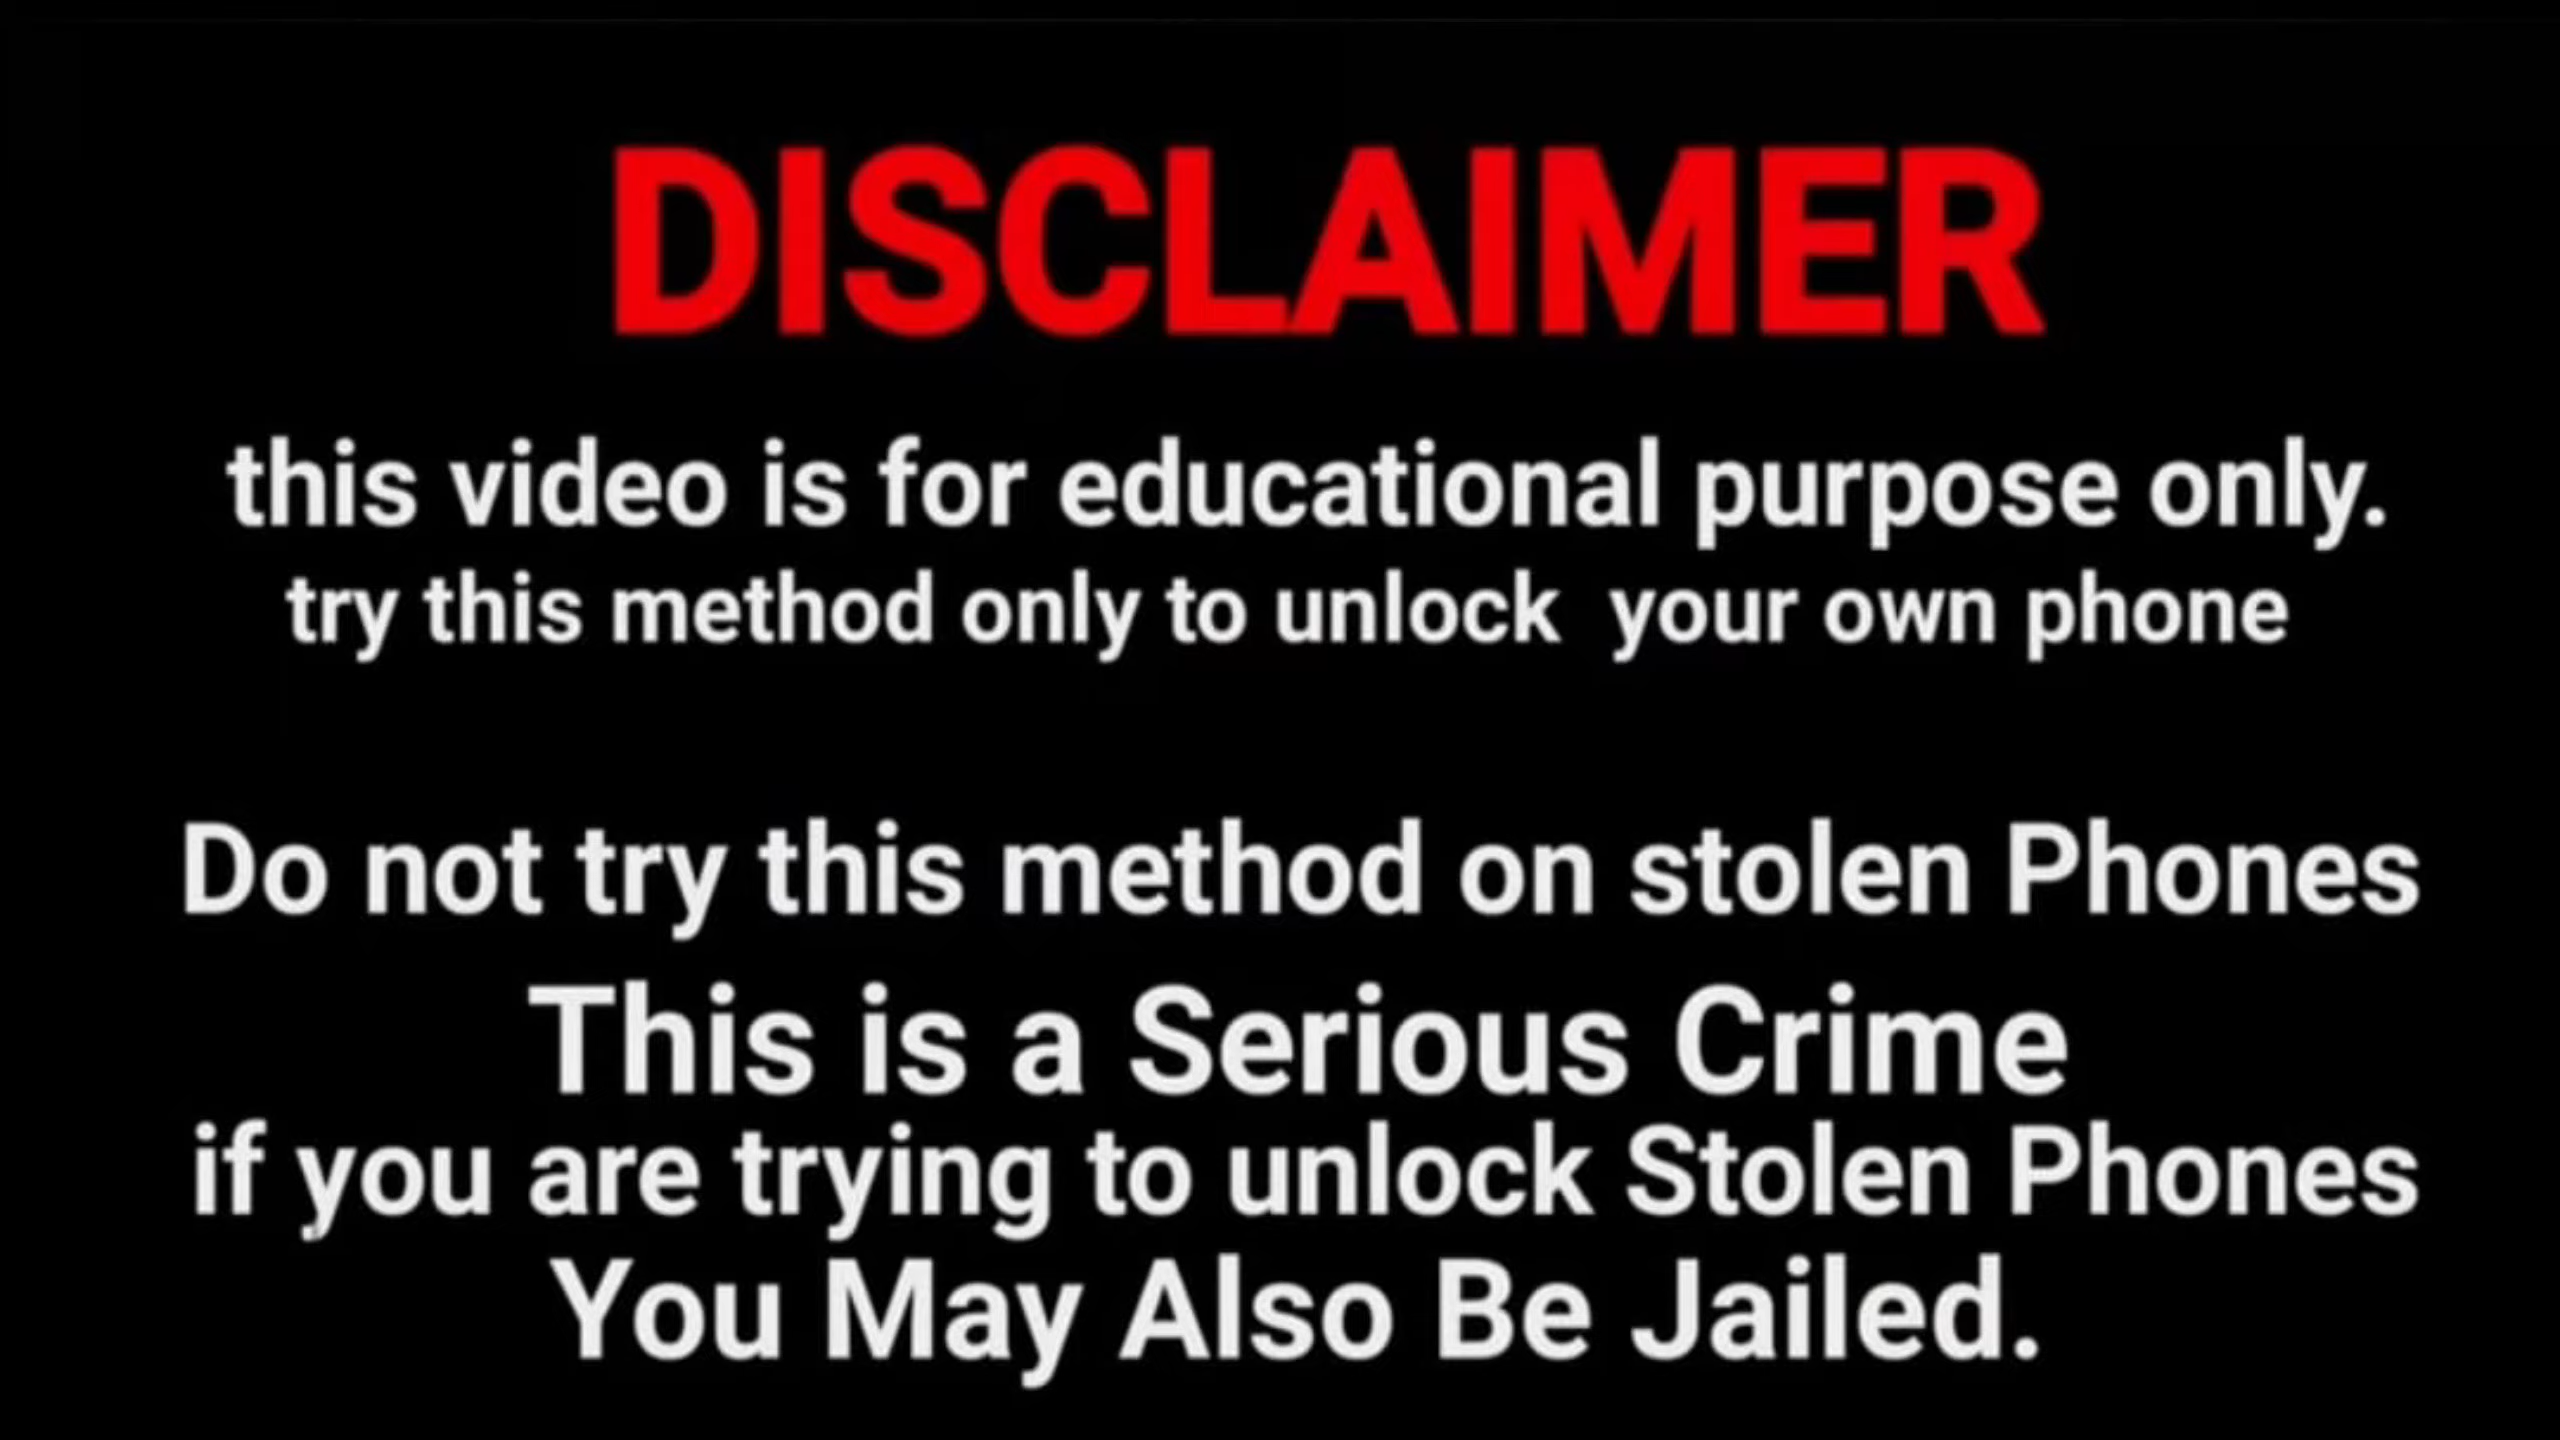 DISCLAIMER
this video is for educational purpose only.
try this method only to unlock  your own phone
Do not try this method on stolen Phones
This is a Serious Crime
if you are trying to unlock Stolen Phones
You May Also Be Jailed.